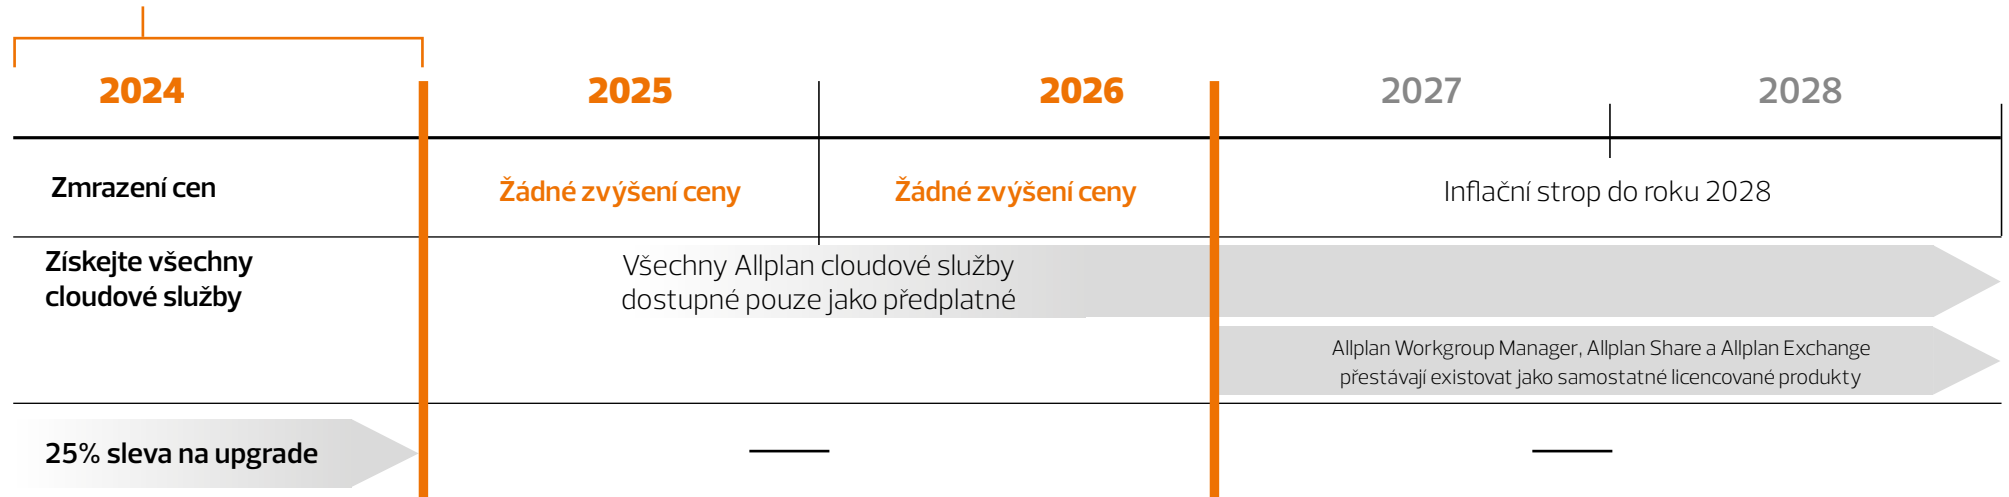 2024
2025
2026
2027
2028
Zmrazení cen
Žádné zvýšení ceny
Žádné zvýšení ceny
Inflační strop do roku 2028
Získejte všechny
cloudové služby
Všechny Allplan cloudové služby
dostupné pouze jako předplatné
Allplan Workgroup Manager, Allplan Share a Allplan Exchange
přestávají existovat jako samostatné licencované produkty
25% sleva na upgrade